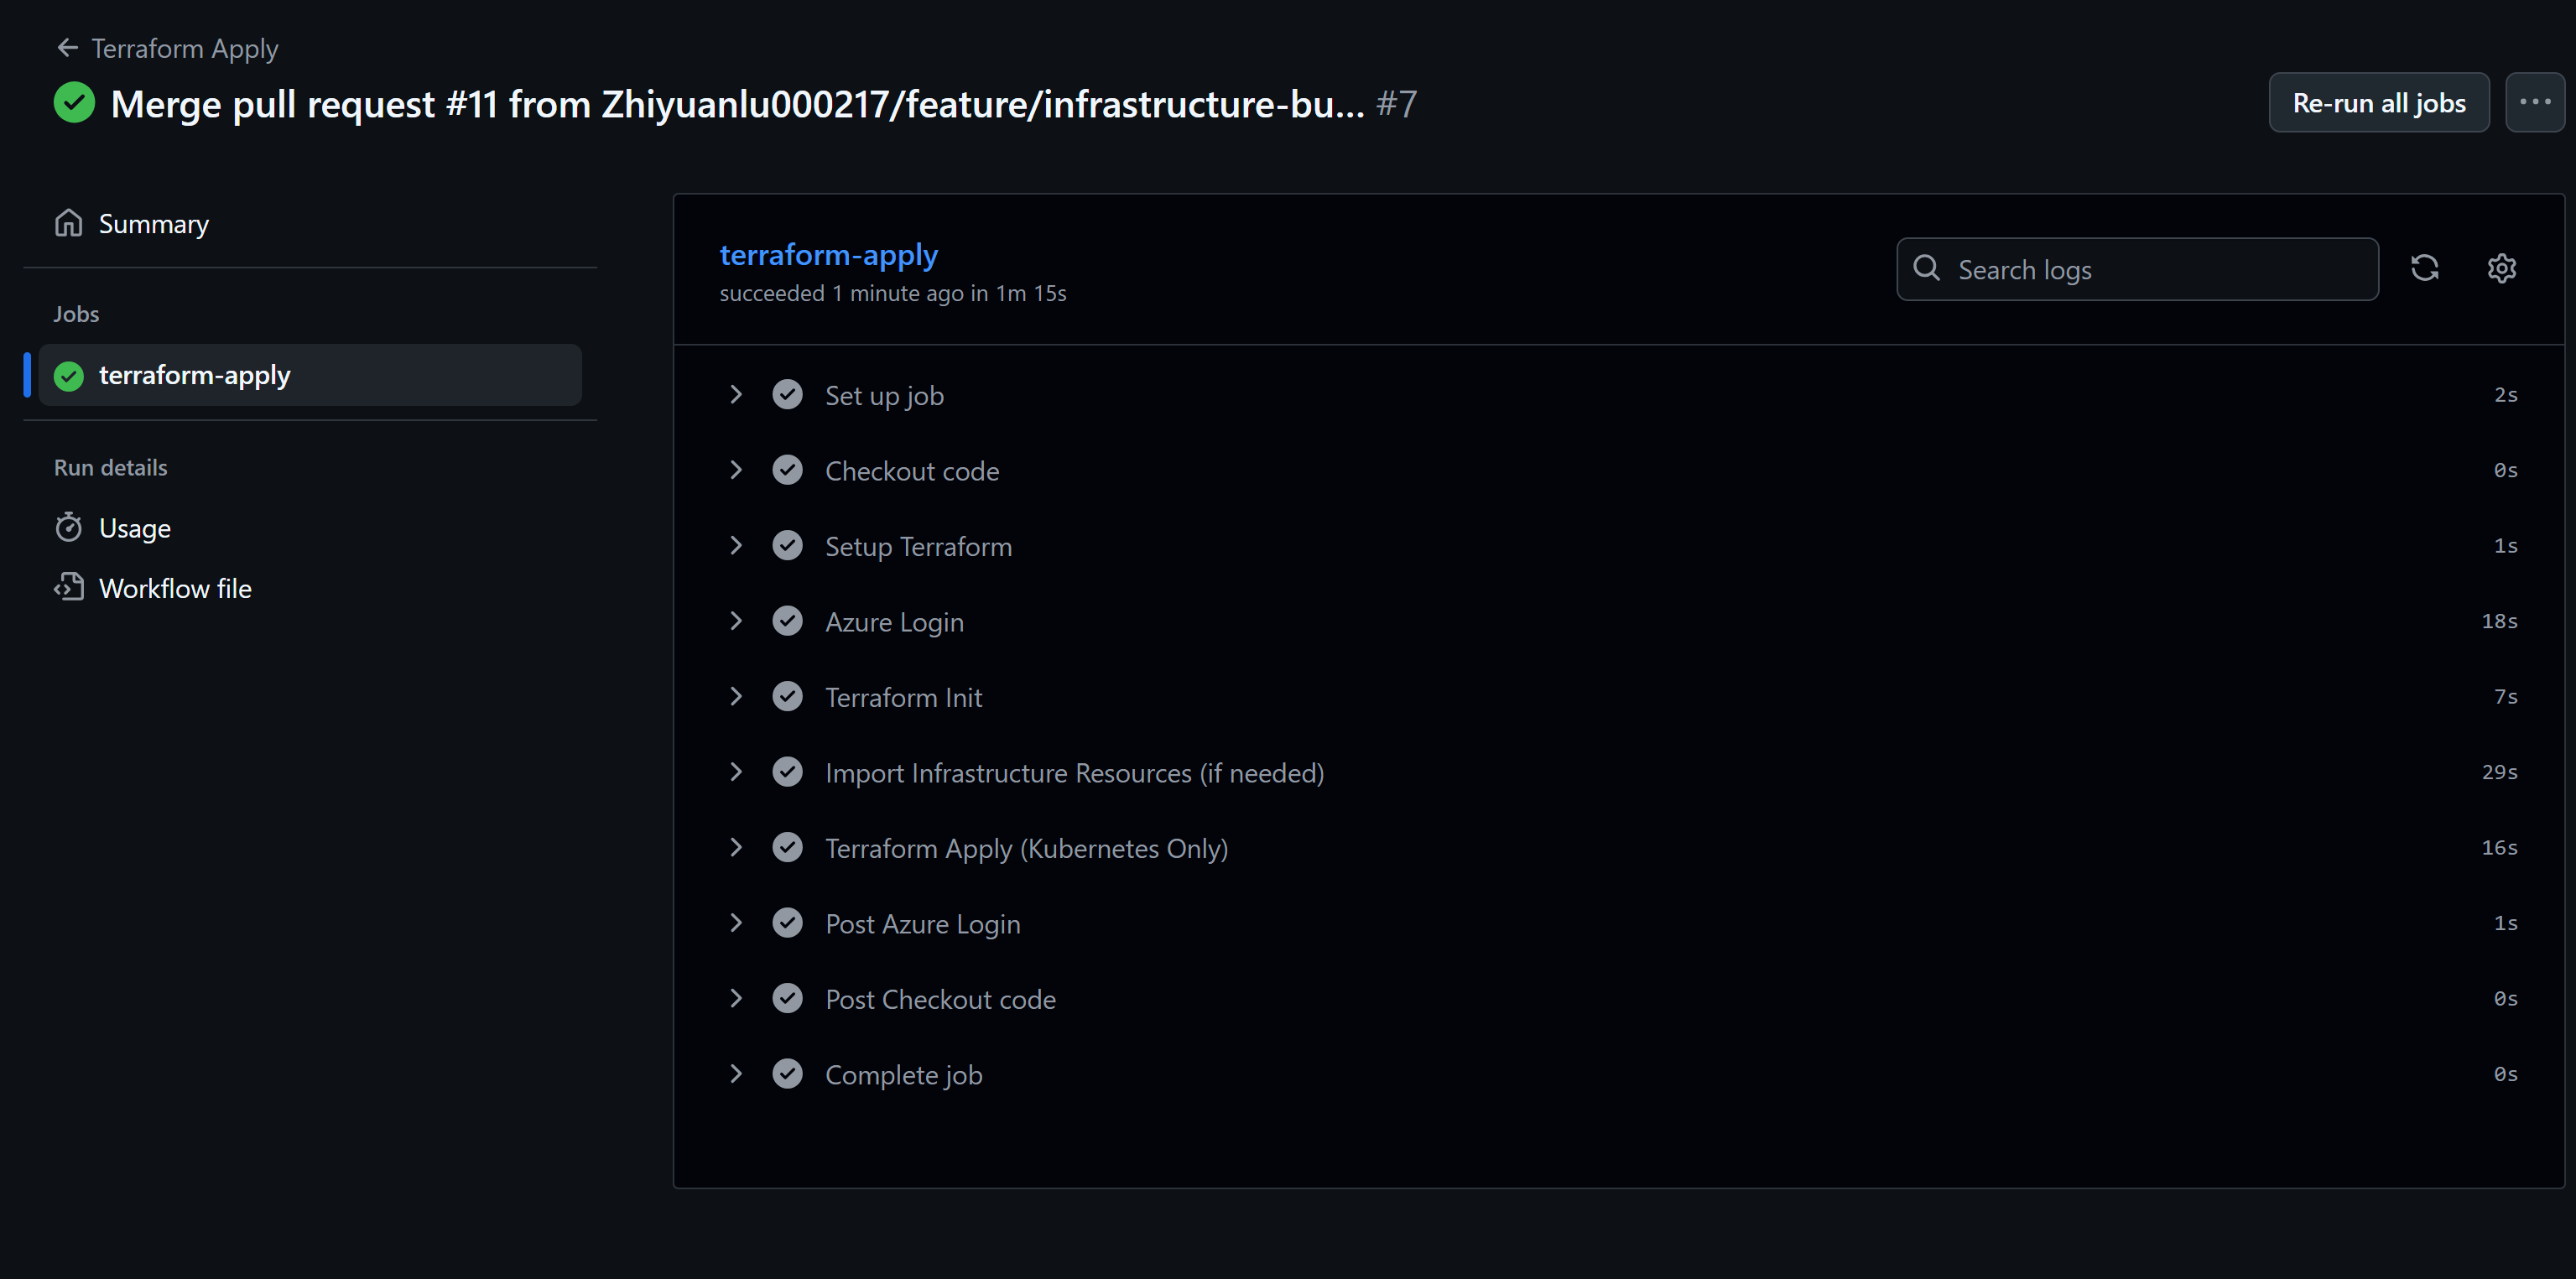 Terraform Apply
Merge pull request #11 from Zhiyuanlu000217/feature/infrastructure-bu... #7
Re-run all jobs
Summary
Jobs
terraform-apply
Run details
Usage
Workflow file
terraform-apply
succeeded 1 minute ago in 1m 15s
Search logs
Set up job 2s
Checkout code 0s
Setup Terraform 1s
Azure Login 18s
Terraform Init 7s
Import Infrastructure Resources (if needed) 29s
Terraform Apply (Kubernetes Only) 16s
Post Azure Login 1s
Post Checkout code 0s
Complete job 0s